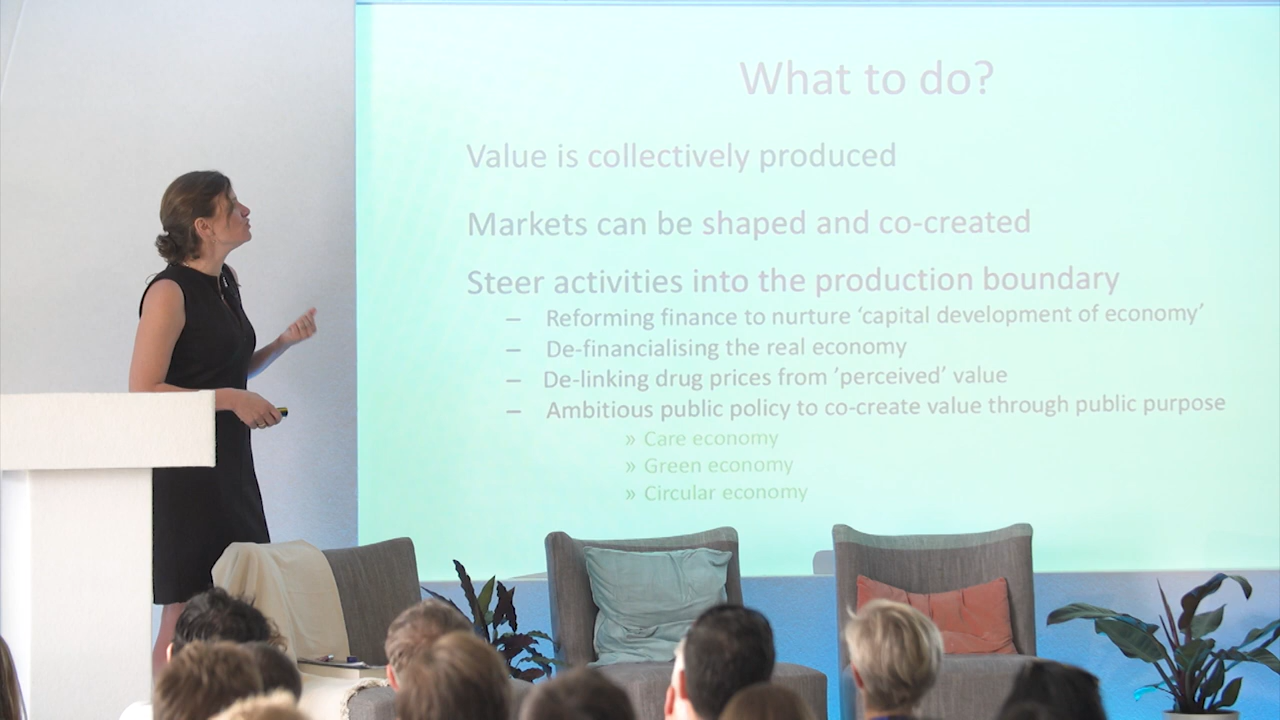 What to do?
Value is collectively produced
Markets can be shaped and co-created
Steer activities into the production boundary
– Reforming finance to nurture ‘capital development of economy’
– De-financialising the real economy
– De-linking drug prices from ’perceived’ value
– Ambitious public policy to co-create value through public purpose
» Care economy
» Green economy
» Circular economy